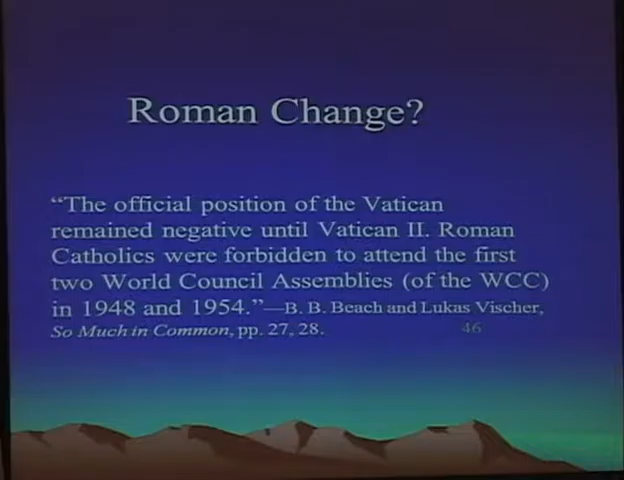 Roman Change?
“The official position of the Vatican
remained negative until Vatican II. Roman
Catholics were forbidden to attend the first
two World Council Assemblies (of the WCC)
in 1948 and 1954.”—B. B. Beach and Lukas Vischer,
So Much in Common, pp. 27, 28. 46